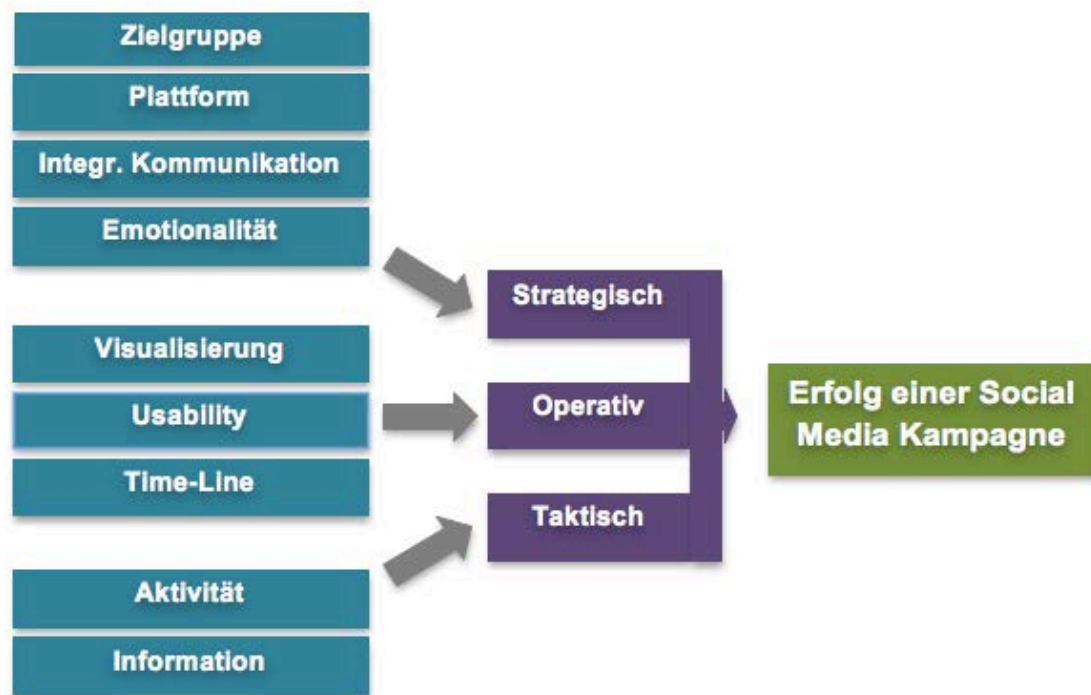 Zielgruppe
Plattform
Integr. Kommunikation
Emotionalität
Visualisierung
Usability
Time-Line
Aktivität
Information
Strategisch
Operativ
Taktisch
Erfolg einer Social
Media Kampagne